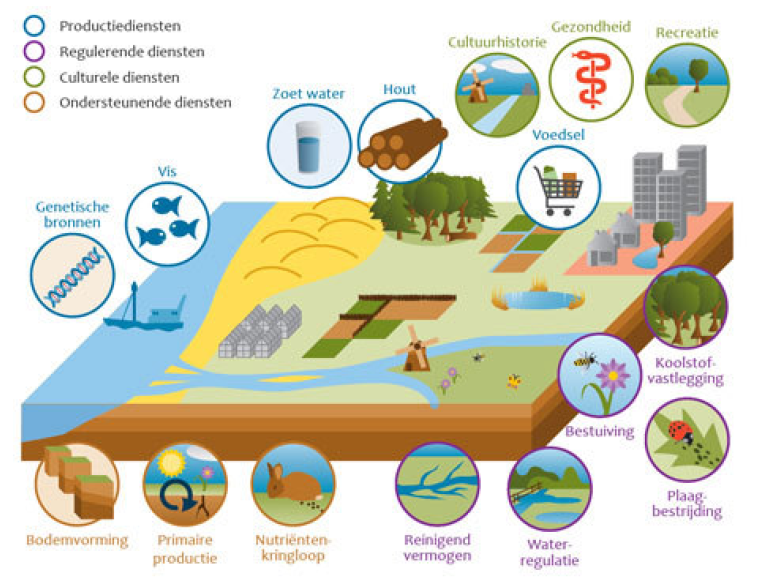 Productiediensten
Regulerende diensten
Culturele diensten
Ondersteunende diensten
Cultuurhistorie
Gezondheid
Recreatie
Zoet water
Hout
Voedsel
Vis
Genetische
bronnen
Koolstof-
vastlegging
Bestuiving
Plaag-
bestrijding
Bodemvorming
Primaire
productie
Nutriënten-
kringloop
Reinigend
vermogen
Water-
regulatie